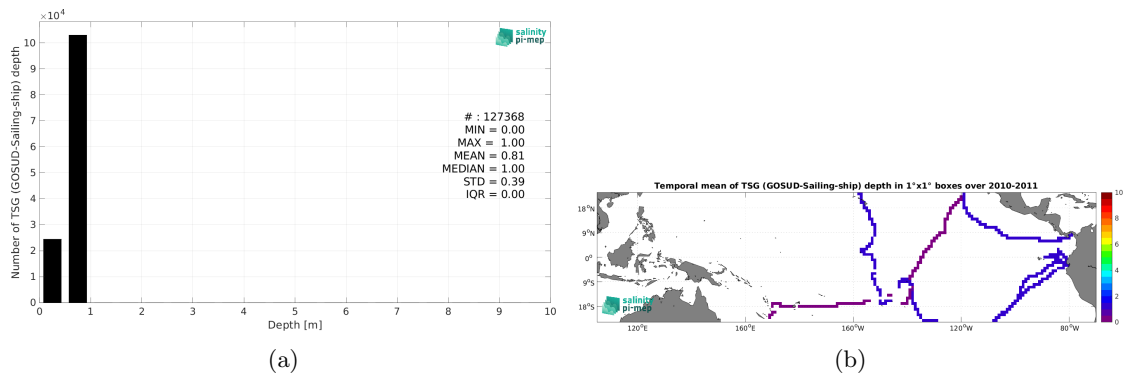 ×10⁴
10
9
8
7
6
5
4
3
2
1
0
Number of TSG (GOSUD-Sailing-ship) depth
salinity
pi-mep
# : 127368
MIN = 0.00
MAX = 1.00
MEAN = 0.81
MEDIAN = 1.00
STD = 0.39
IQR = 0.00
0 1 2 3 4 5 6 7 8 9 10
Depth [m]
(a)
Temporal mean of TSG (GOSUD-Sailing-ship) depth in 1°x1° boxes over 2010-2011
18°N
9°N
0°
9°S
18°S
salinity
pi-mep
120°E 160°E 160°W 120°W 80°W
10
8
6
4
2
0
(b)